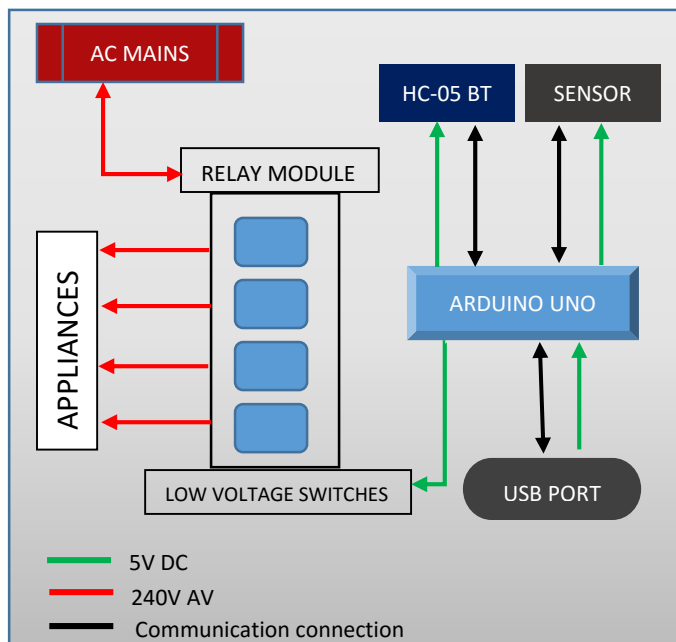 AC MAINS
HC-05 BT
SENSOR
RELAY MODULE
APPLIANCES
ARDUINO UNO
LOW VOLTAGE SWITCHES
USB PORT
5V DC
240V AV
Communication connection